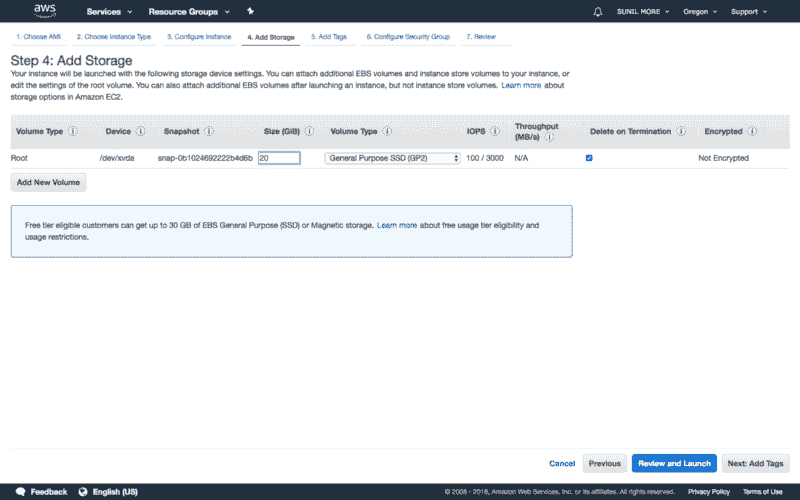 aws
Services Resource Groups SUNIL MORE Oregon Support
1. Choose AMI 2. Choose Instance Type 3. Configure Instance 4. Add Storage 5. Add Tags 6. Configure Security Group 7. Review
Step 4: Add Storage
Your instance will be launched with the following storage device settings. You can attach additional EBS volumes and instance store volumes to your instance, or
edit the settings of the root volume. You can also attach additional EBS volumes after launching an instance, but not instance store volumes. Learn more about
storage options in Amazon EC2.
Volume Type Device Snapshot Size (GiB) Volume Type IOPS Throughput (MB/s) Delete on Termination Encrypted
Root /dev/xvda snap-0b1024692222b4d6b 20 General Purpose SSD (GP2) 100 / 3000 N/A Not Encrypted
Add New Volume
Free tier eligible customers can get up to 30 GB of EBS General Purpose (SSD) or Magnetic storage. Learn more about free usage tier eligibility and
usage restrictions.
Cancel Previous Review and Launch Next: Add Tags
Feedback English (US) © 2008 - 2018, Amazon Web Services, Inc. or its affiliates. All rights reserved. Privacy Policy Terms of Use